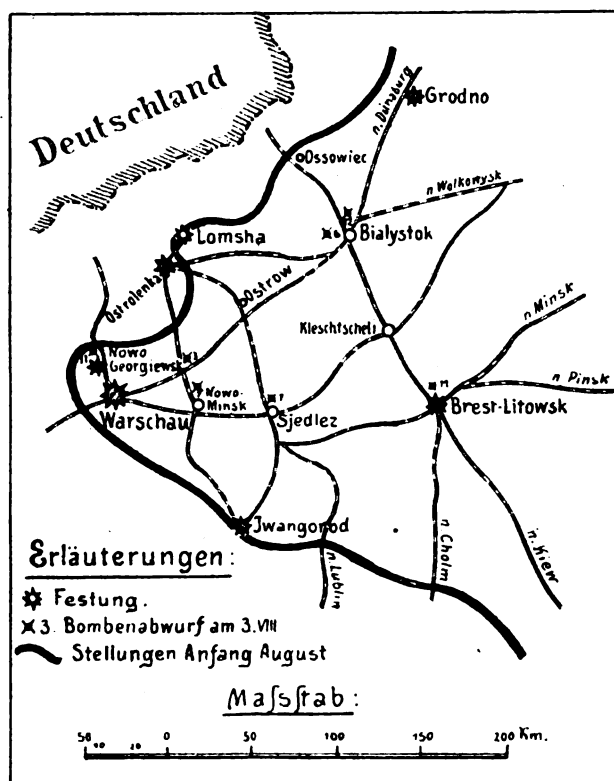 Deutschland
n. Dünaburg
Grodno
Ossowiec
n Wolkowysk
Lomsha
Bialystok
Ostrolenka
Ostrow
Kleschtscheli
n Minsk
Nowo
Georgiewsk
n. Pinsk
Warschau
Nowo-
Minsk
Sjedlez
Brest-Litowsk
Jwangorod
n. Lublin
n Cholm
n. Kiew
Erläuterungen:
Festung.
3. Bombenabwurf am 3.VIII
Stellungen Anfang August
Maſsſtab:
50 40 20 0 50 100 150 200 Km.